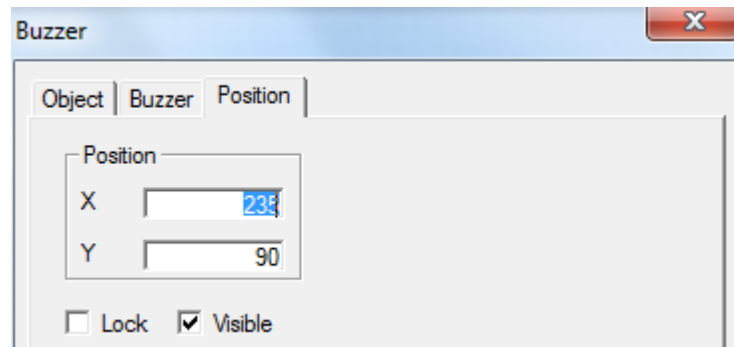 Buzzer
Object Buzzer Position
Position
X 235
Y 90
Lock Visible